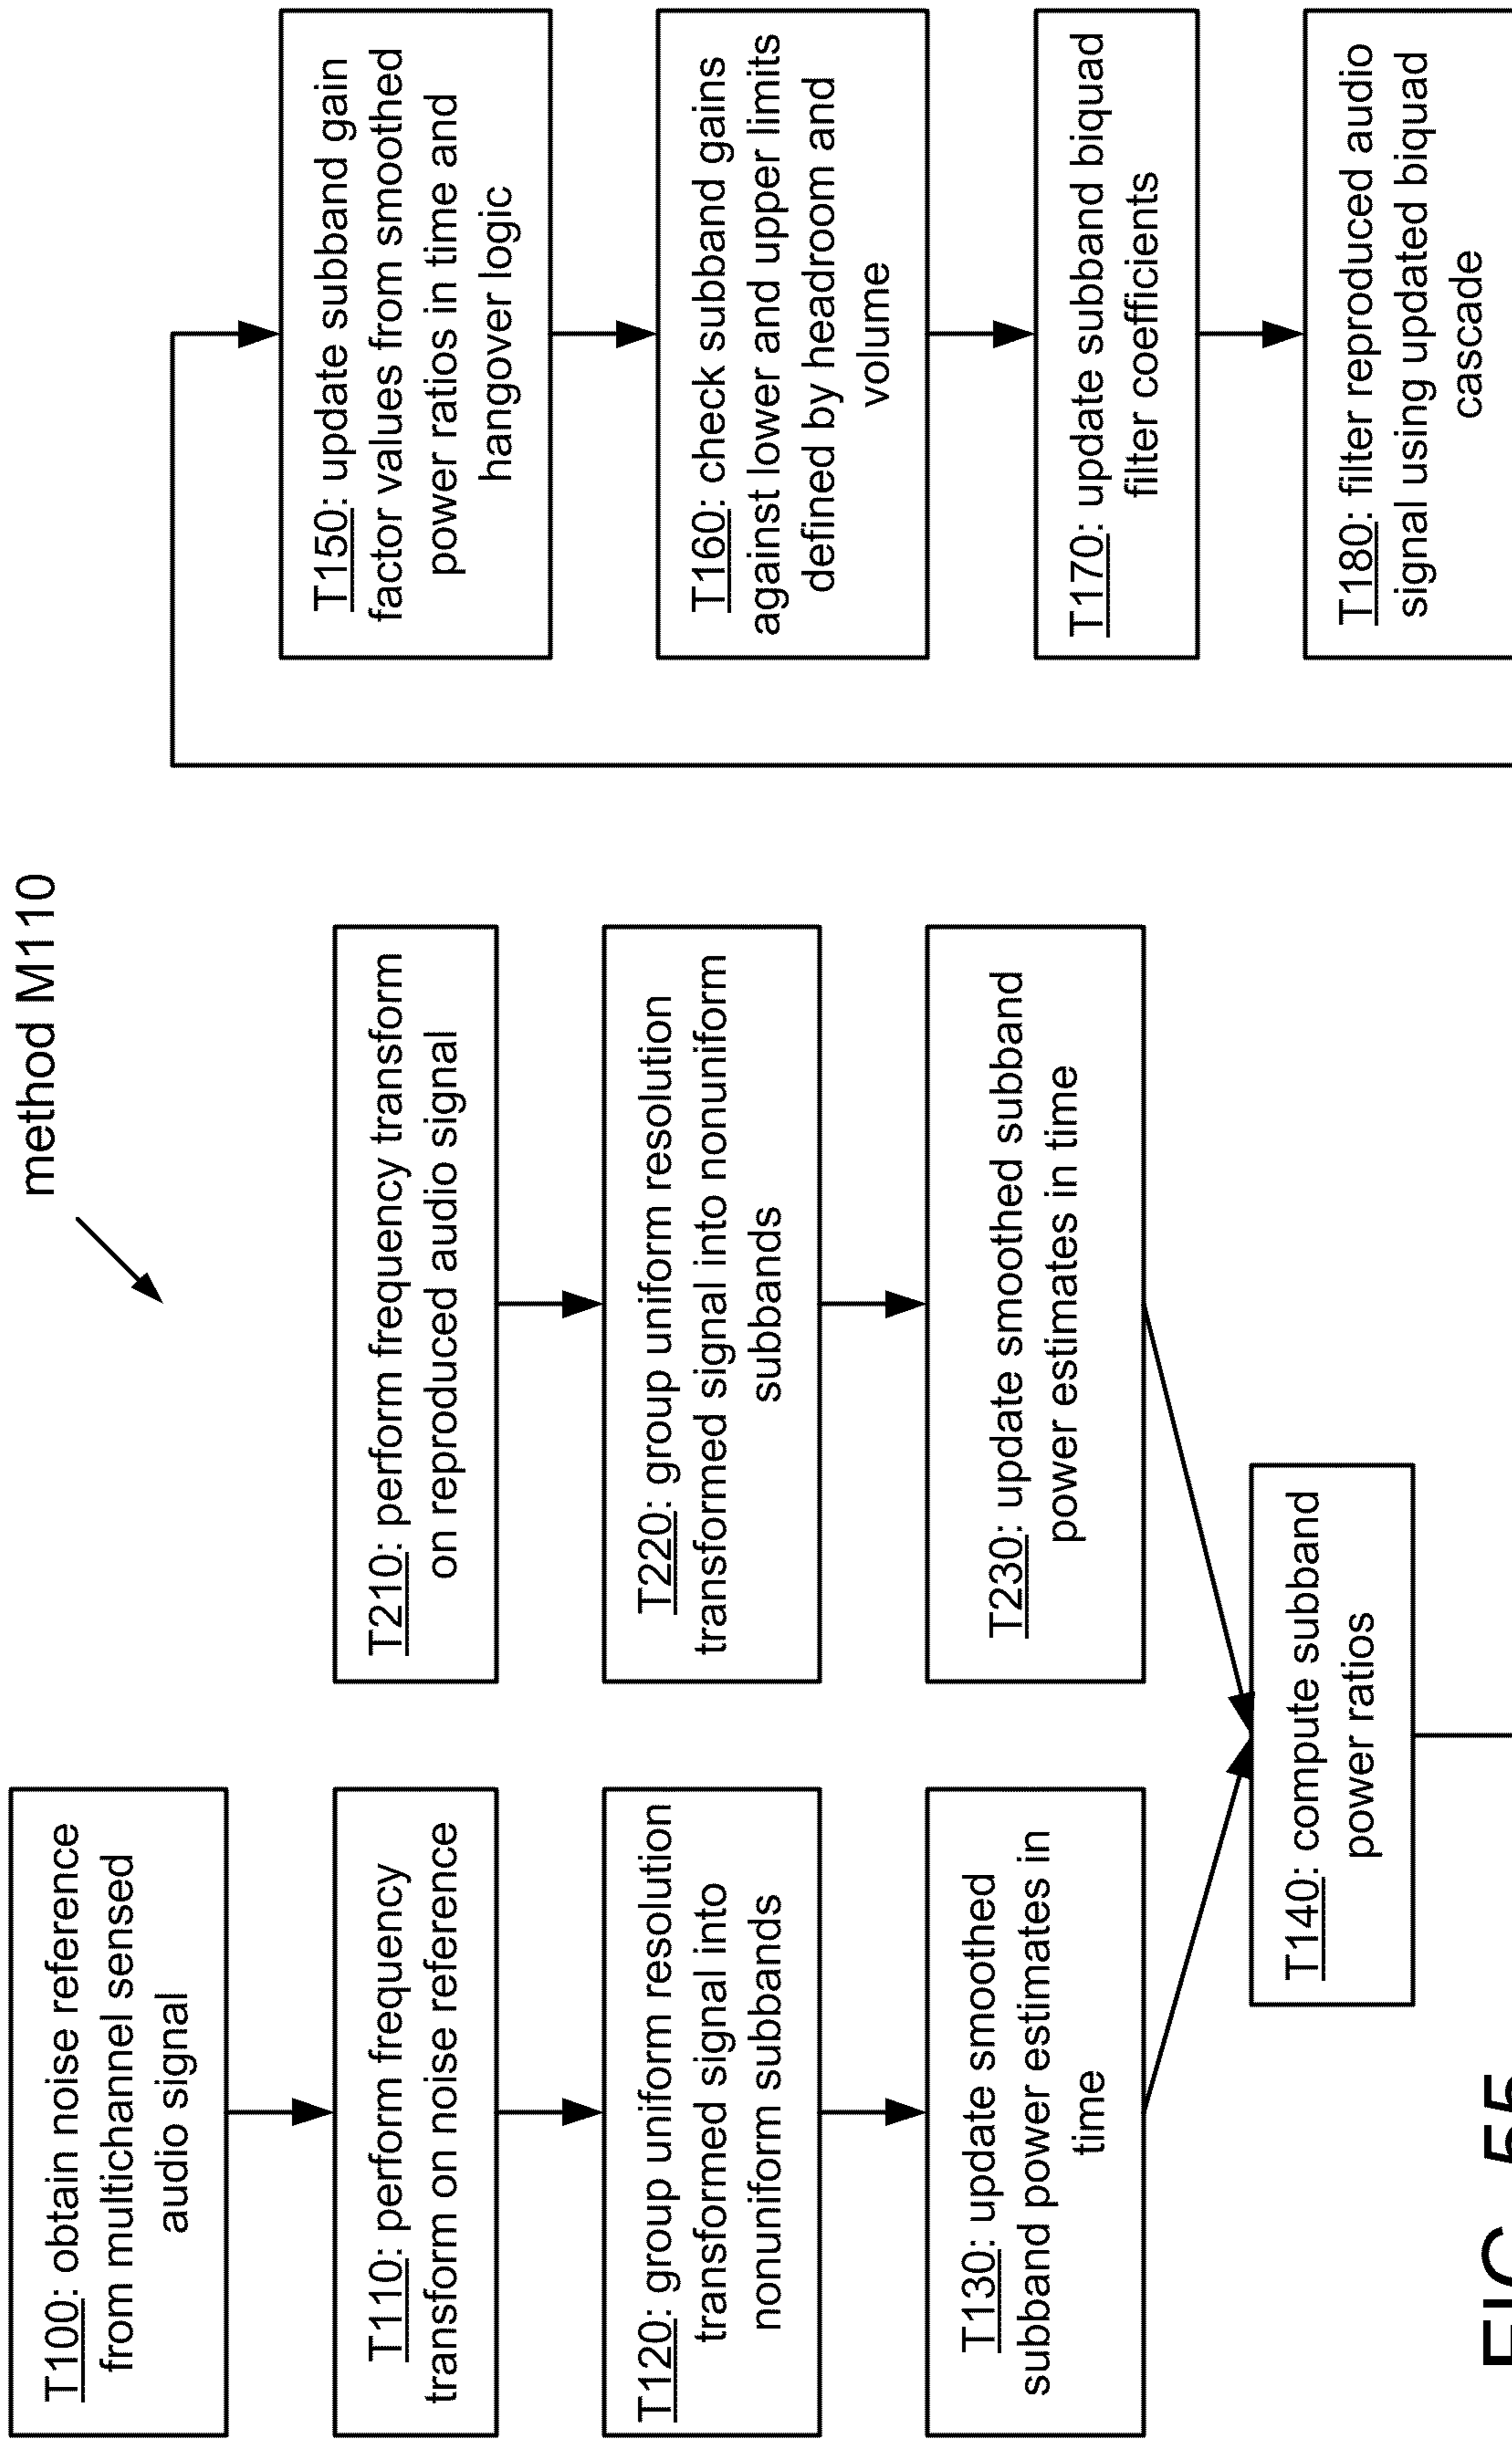 method M110
T100: obtain noise reference
from multichannel sensed
audio signal
T110: perform frequency
transform on noise reference
T120: group uniform resolution
transformed signal into
nonuniform subbands
T130: update smoothed
subband power estimates in
time
T210: perform frequency transform
on reproduced audio signal
T220: group uniform resolution
transformed signal into nonuniform
subbands
T230: update smoothed subband
power estimates in time
T140: compute subband
power ratios
T150: update subband gain
factor values from smoothed
power ratios in time and
hangover logic
T160: check subband gains
against lower and upper limits
defined by headroom and
volume
T170: update subband biquad
filter coefficients
T180: filter reproduced audio
signal using updated biquad
cascade
FIG. 55